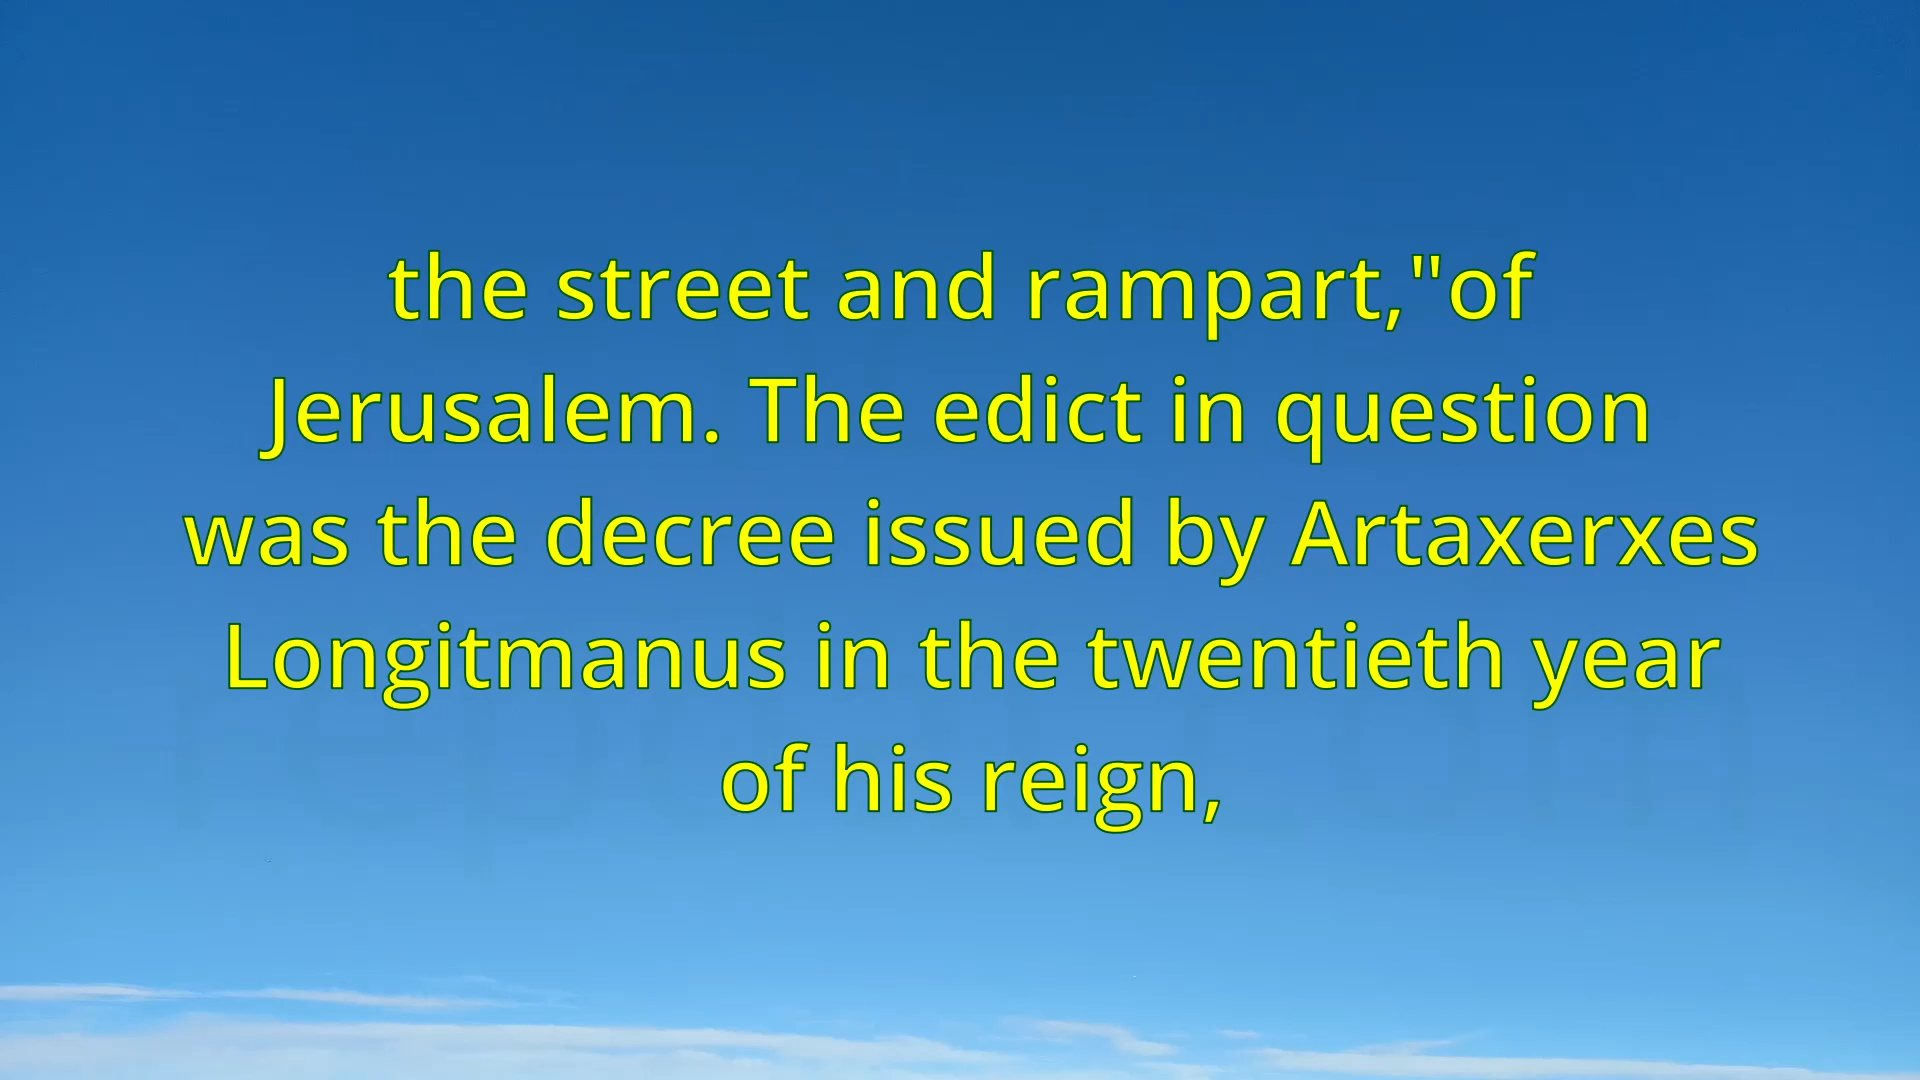 the street and rampart,"of
Jerusalem. The edict in question
was the decree issued by Artaxerxes
Longitmanus in the twentieth year
of his reign,